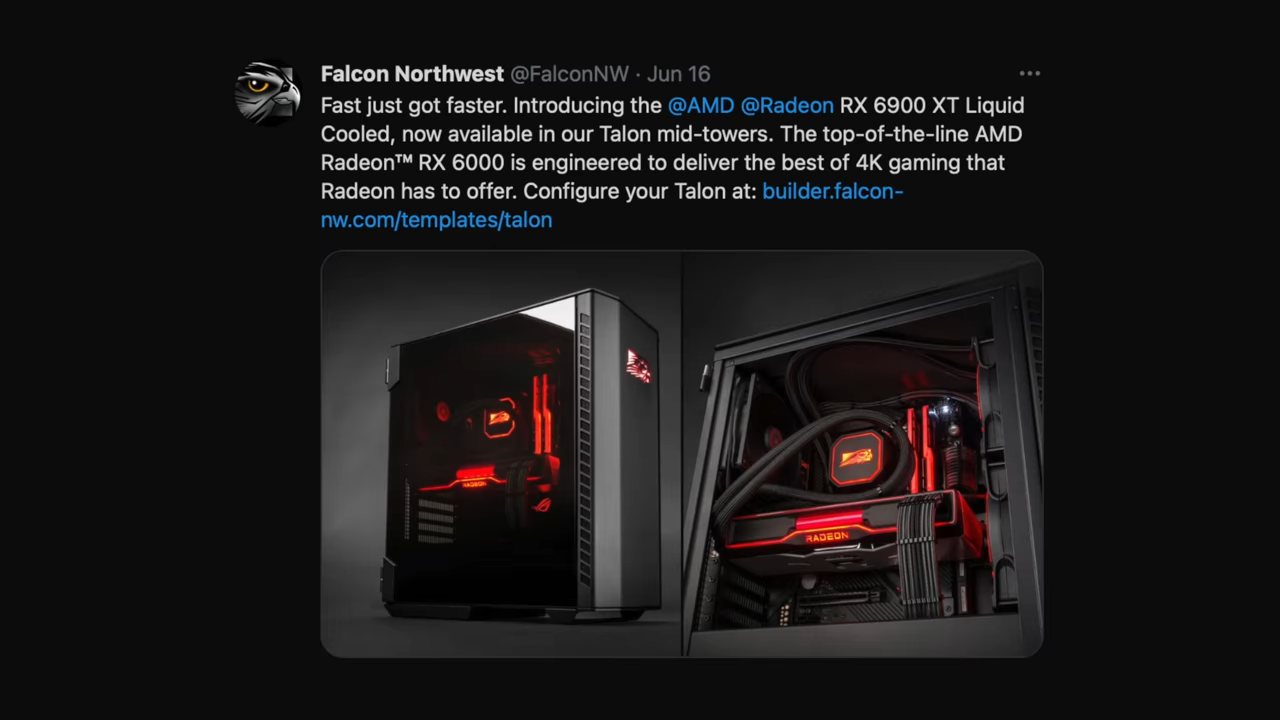 Falcon Northwest @FalconNW · Jun 16
Fast just got faster. Introducing the @AMD @Radeon RX 6900 XT Liquid
Cooled, now available in our Talon mid-towers. The top-of-the-line AMD
Radeon™ RX 6000 is engineered to deliver the best of 4K gaming that
Radeon has to offer. Configure your Talon at: builder.falcon-
nw.com/templates/talon
RADEON
RADEON